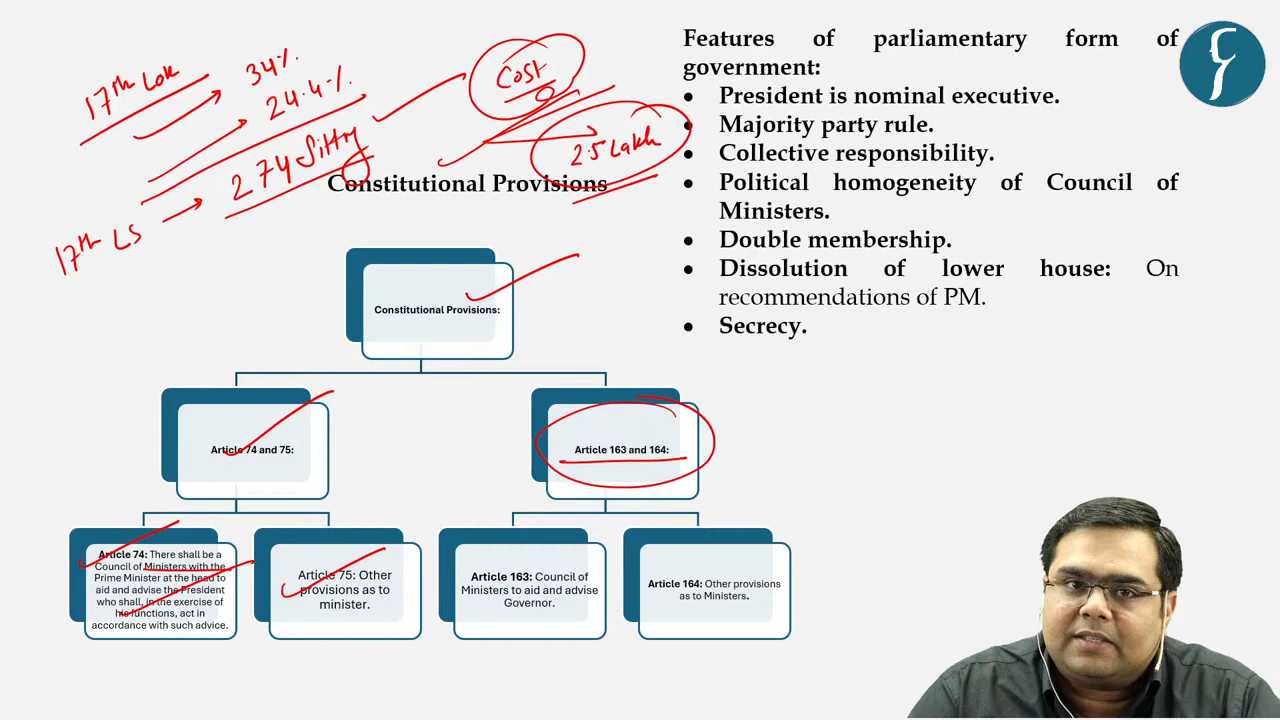 17th Lok
34%
24.4%
274 Sitting
17th LS
Cost
2.5 Lakh
Constitutional Provisions
Features of parliamentary form of
government:
• President is nominal executive.
• Majority party rule.
• Collective responsibility.
• Political homogeneity of Council of
Ministers.
• Double membership.
• Dissolution of lower house: On
recommendations of PM.
• Secrecy.
Constitutional Provisions:
Article 74 and 75:
Article 163 and 164:
Article 74: There shall be a
Council of Ministers with the
Prime Minister at the head to
aid and advise the President
who shall, in the exercise of
his functions, act in
accordance with such advice.
Article 75: Other
provisions as to
minister.
Article 163: Council of
Ministers to aid and advise
Governor.
Article 164: Other provisions
as to Ministers.